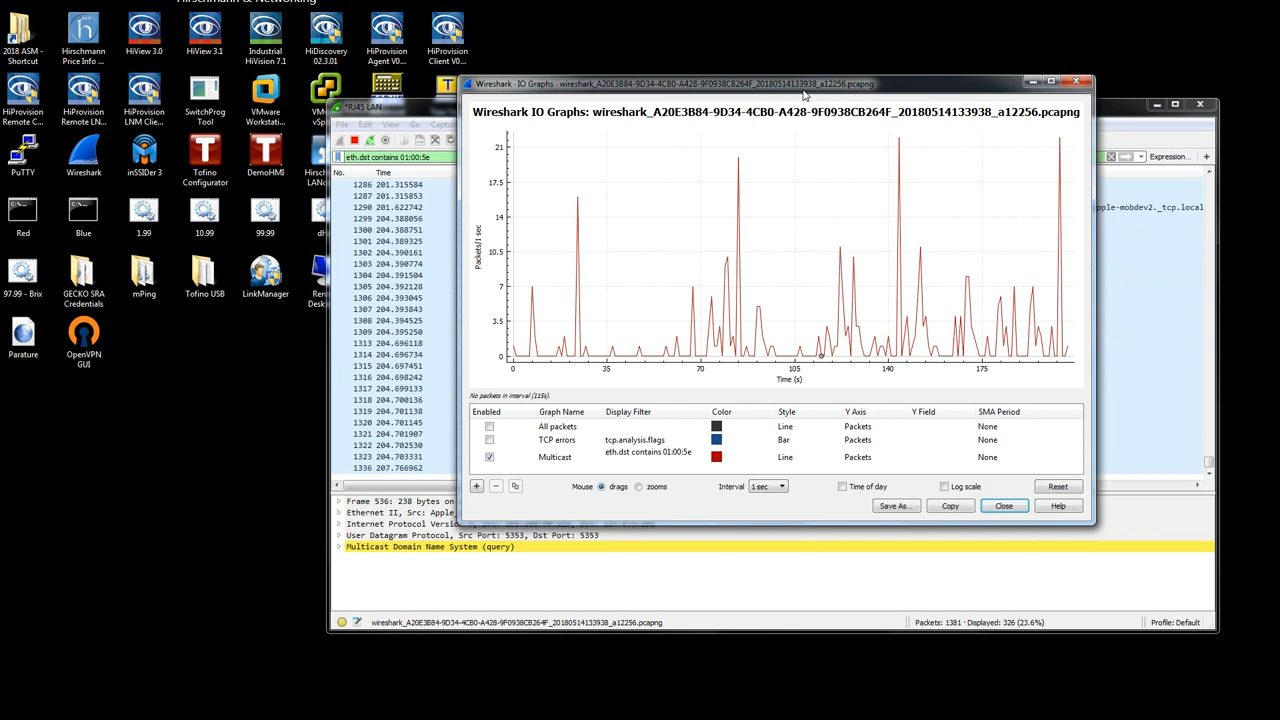 Hirschmann & Networking
2018 ASM -
Shortcut
Hirschmann
Price Info ...
HiView 3.0
HiView 3.1
Industrial
HiVision 7.1
HiDiscovery
02.3.01
HiProvision
Agent V0...
HiProvision
Client V0...
HiProvision
Remote C...
HiProvision
Remote LN...
HiProvision
LNM Clie...
SwitchProg
Tool
VMware
Workstati...
PuTTY
Wireshark
inSSIDer 3
Tofino
Configurator
DemoHMI
Red
Blue
1.99
10.99
99.99
97.99 - Brix
GECKO SRA
Credentials
mPing
Tofino USB
LinkManager
Parature
OpenVPN
GUI
*RJ45 LAN
File Edit View Go
eth.dst contains 01:00:5e
Expression... +
No. Time
1286 201.315584
1287 201.315853
1290 201.622742
1299 204.388056
1300 204.388751
1301 204.389325
1302 204.390161
1303 204.390774
1304 204.391504
1305 204.392128
1306 204.393045
1307 204.393843
1308 204.394525
1309 204.395250
1313 204.696118
1314 204.696734
1315 204.697451
1316 204.698242
1317 204.699133
1318 204.700136
1319 204.701138
1320 204.701145
1321 204.701907
1322 204.702530
1323 204.703331
1336 207.766962
pple-mobdev2._tcp.local
Wireshark · IO Graphs · wireshark_A20E3B84-9D34-4CB0-A428-9F0938CB264F_20180514133938_a12256.pcapng
Wireshark IO Graphs: wireshark_A20E3B84-9D34-4CB0-A428-9F0938CB264F_20180514133938_a12256.pcapng
Packets/1 sec
21
17.5
14
10.5
7
3.5
0
0 35 70 105 140 175
Time (s)
No packets in interval (115s).
Enabled Graph Name Display Filter Color Style Y Axis Y Field SMA Period
All packets Line Packets None
TCP errors tcp.analysis.flags Bar Packets None
Multicast eth.dst contains 01:00:5e Line Packets None
+ − Mouse drags zooms Interval 1 sec Time of day Log scale Reset
Save As... Copy Close Help
Frame 536: 238 bytes on
Ethernet II, Src: Apple_
Internet Protocol Version
User Datagram Protocol, Src Port: 5353, Dst Port: 5353
Multicast Domain Name System (query)
wireshark_A20E3B84-9D34-4CB0-A428-9F0938CB264F_20180514133938_a12256.pcapng
Packets: 1381 · Displayed: 326 (23.6%)
Profile: Default